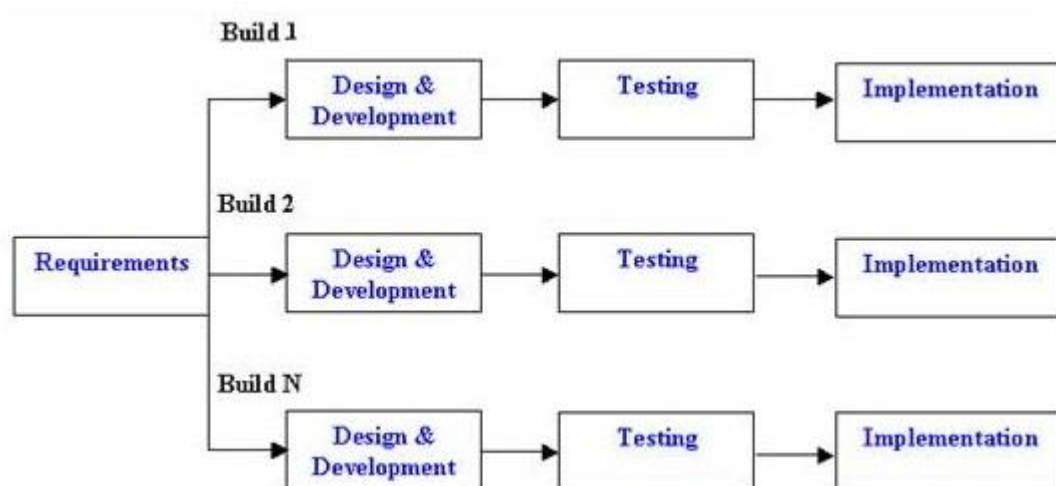 Build 1
Design &
Development
Testing
Implementation
Build 2
Requirements
Design &
Development
Testing
Implementation
Build N
Design &
Development
Testing
Implementation